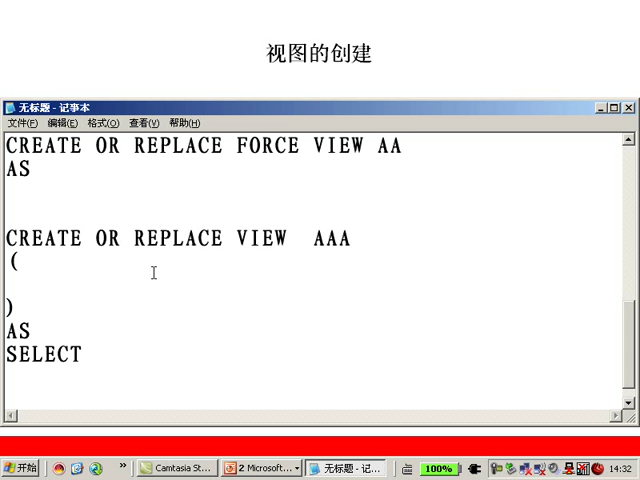 视图的创建
无标题 - 记事本
文件(F) 编辑(E) 格式(O) 查看(V) 帮助(H)
CREATE OR REPLACE FORCE VIEW AA
AS
CREATE OR REPLACE VIEW  AAA
(
)
AS
SELECT
开始 » Camtasia St... 2 Microsoft... 无标题 - 记... 100% 14:32